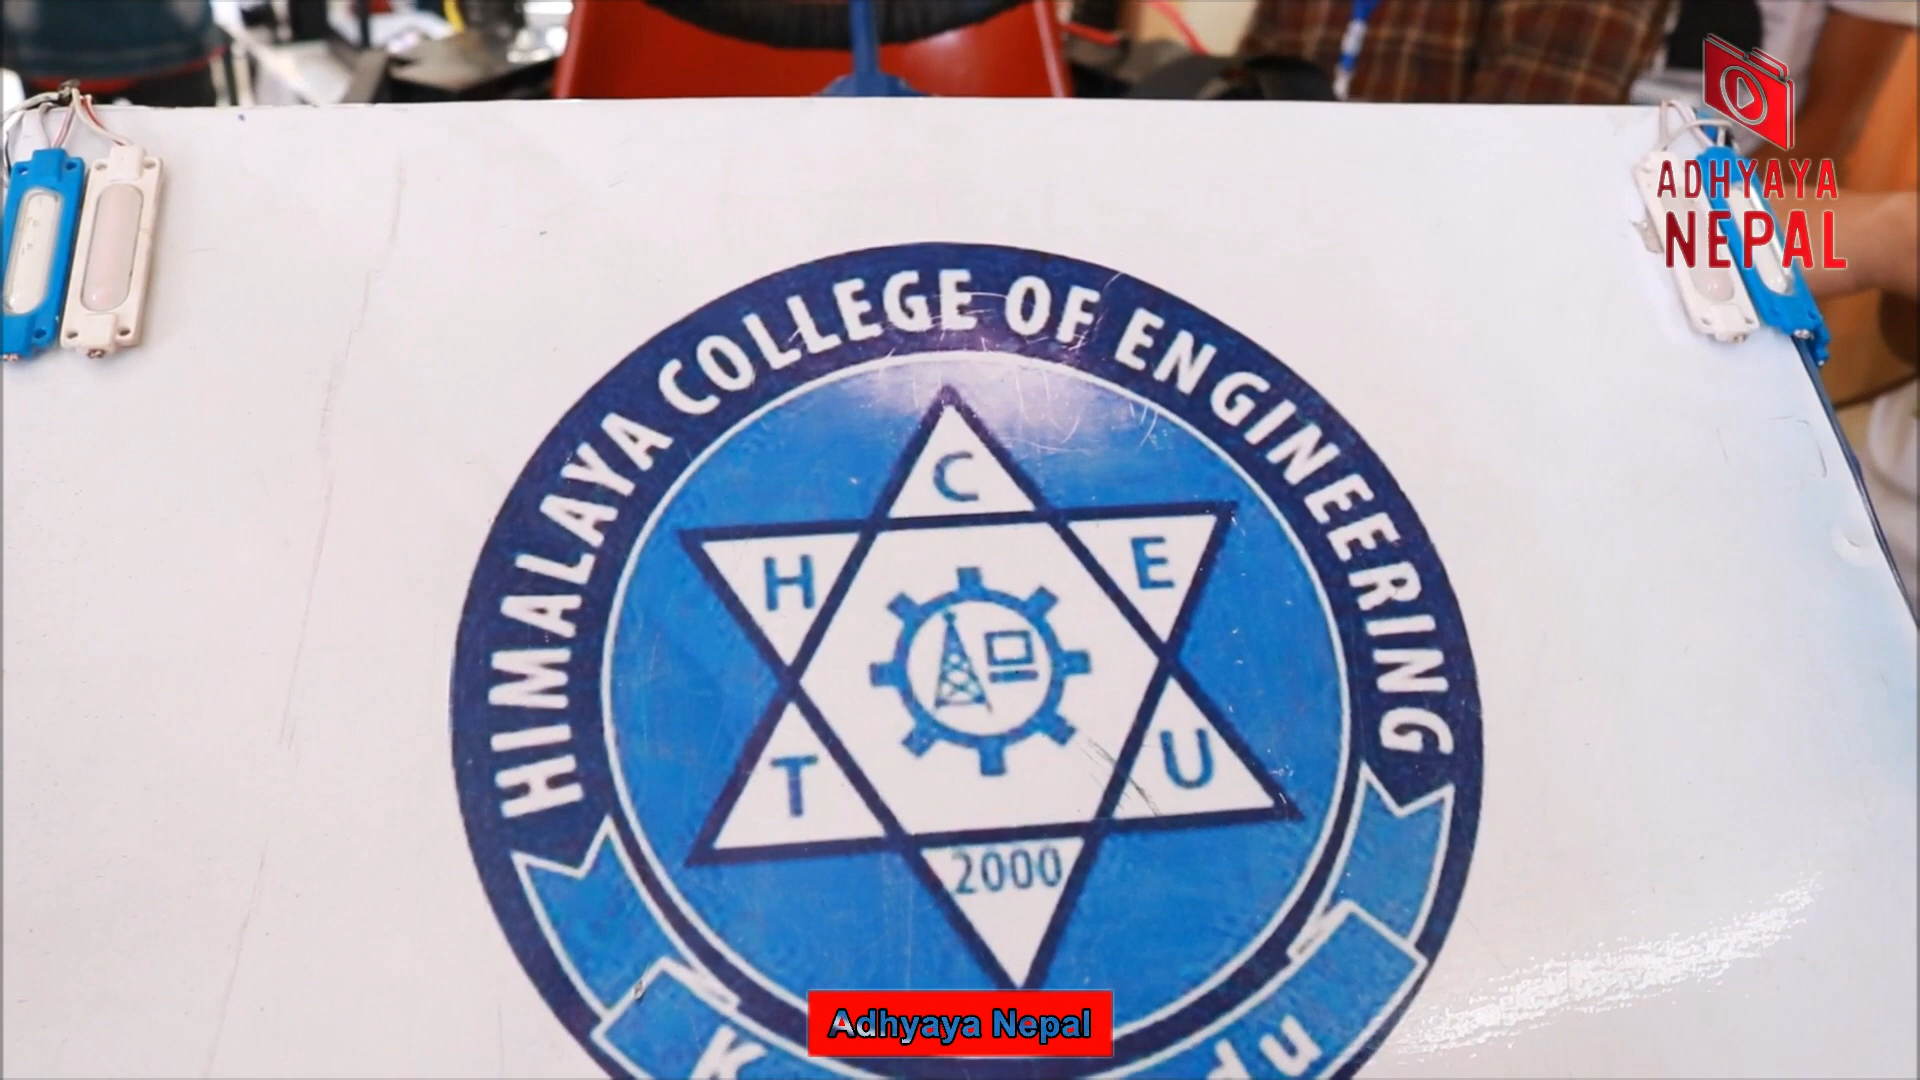 ADHYAYA
NEPAL
HIMALAYA COLLEGE OF ENGINEERING
C
H
E
T
U
2000
Adhyaya Nepal